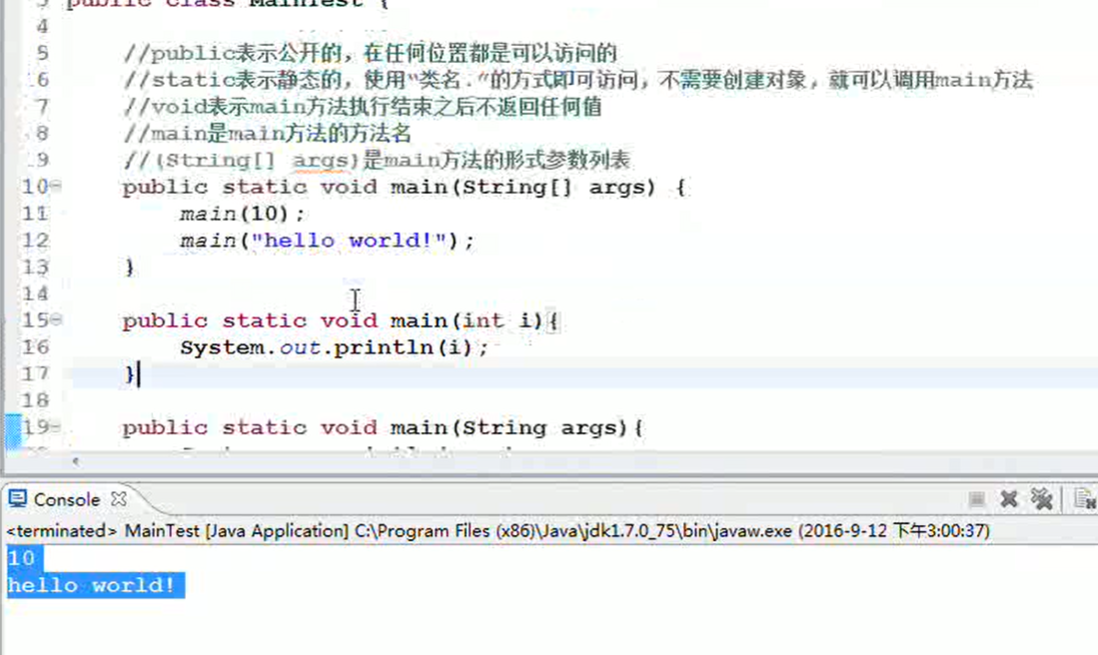 public class MainTest {
4
5 //public表示公开的，在任何位置都是可以访问的
6 //static表示静态的，使用“类名.”的方式即可访问，不需要创建对象，就可以调用main方法
7 //void表示main方法执行结束之后不返回任何值
8 //main是main方法的方法名
9 //(String[] args)是main方法的形式参数列表
10 public static void main(String[] args) {
11 main(10);
12 main("hello world!");
13 }
14
15 public static void main(int i){
16 System.out.println(i);
17 }
18
19 public static void main(String args){
Console
<terminated> MainTest [Java Application] C:\Program Files (x86)\Java\jdk1.7.0_75\bin\javaw.exe (2016-9-12 下午3:00:37)
10
hello world!